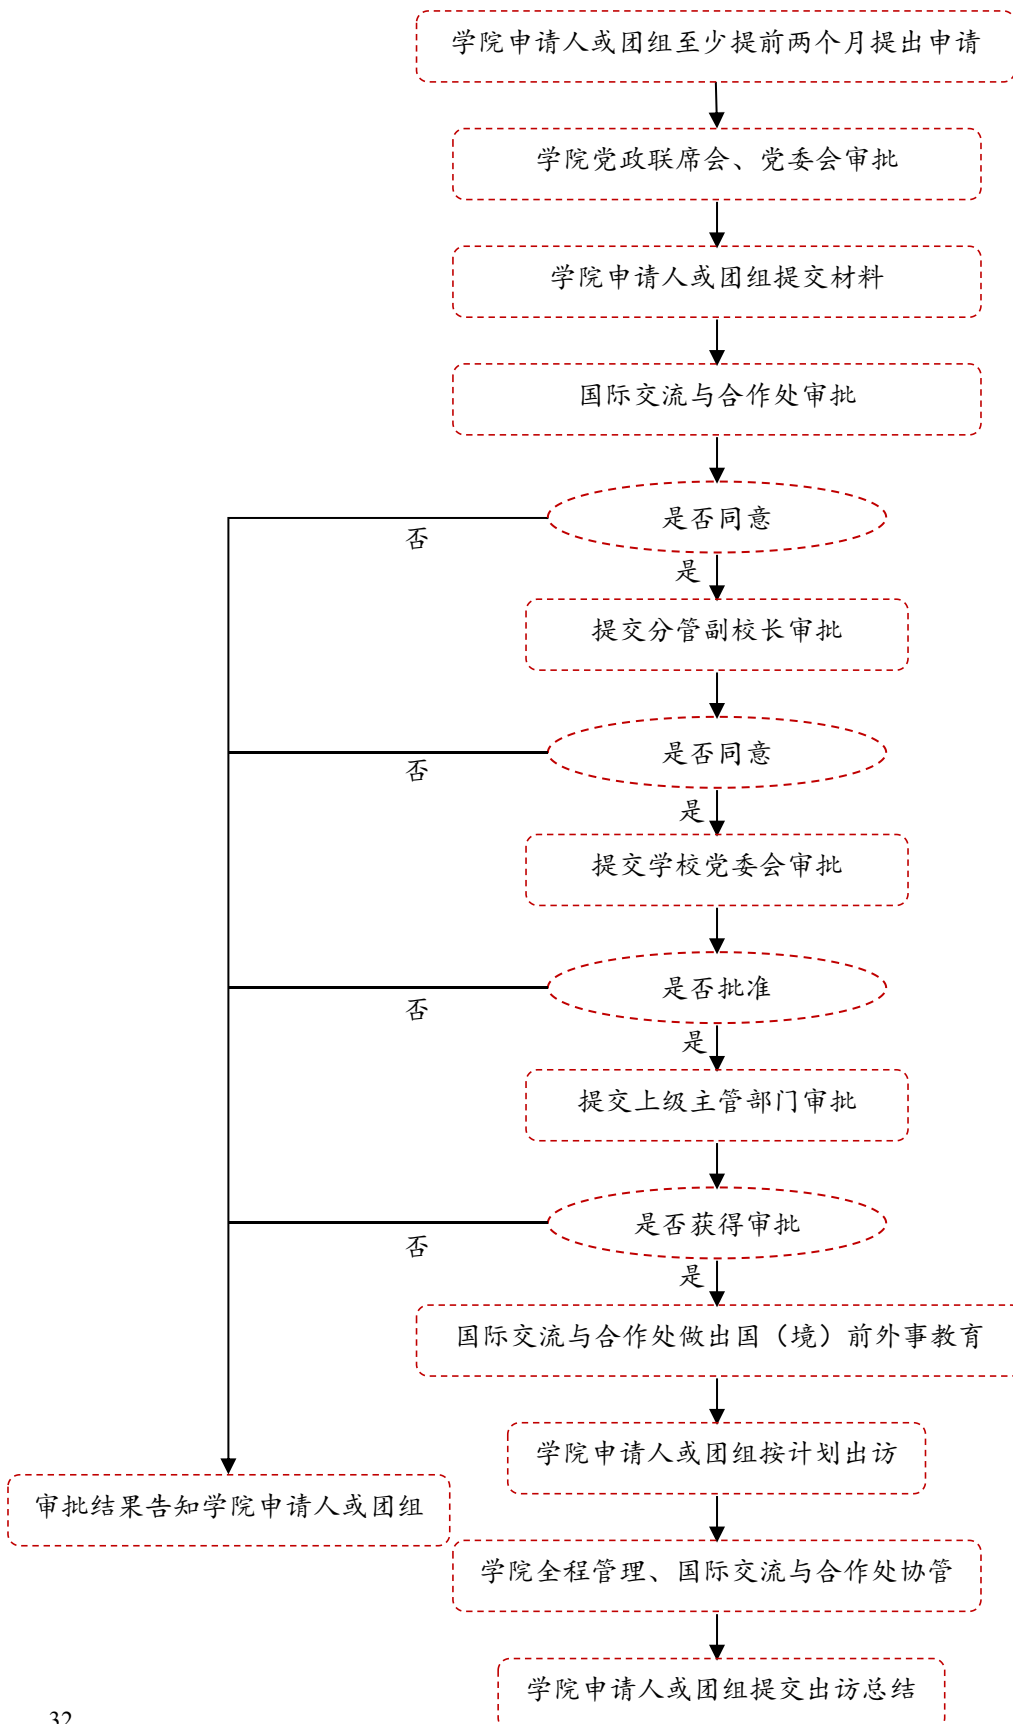 学院申请人或团组至少提前两个月提出申请
学院党政联席会、党委会审批
学院申请人或团组提交材料
国际交流与合作处审批
是否同意
否
是
提交分管副校长审批
是否同意
否
是
提交学校党委会审批
是否批准
否
是
提交上级主管部门审批
是否获得审批
否
是
国际交流与合作处做出国（境）前外事教育
学院申请人或团组按计划出访
审批结果告知学院申请人或团组
学院全程管理、国际交流与合作处协管
学院申请人或团组提交出访总结
32